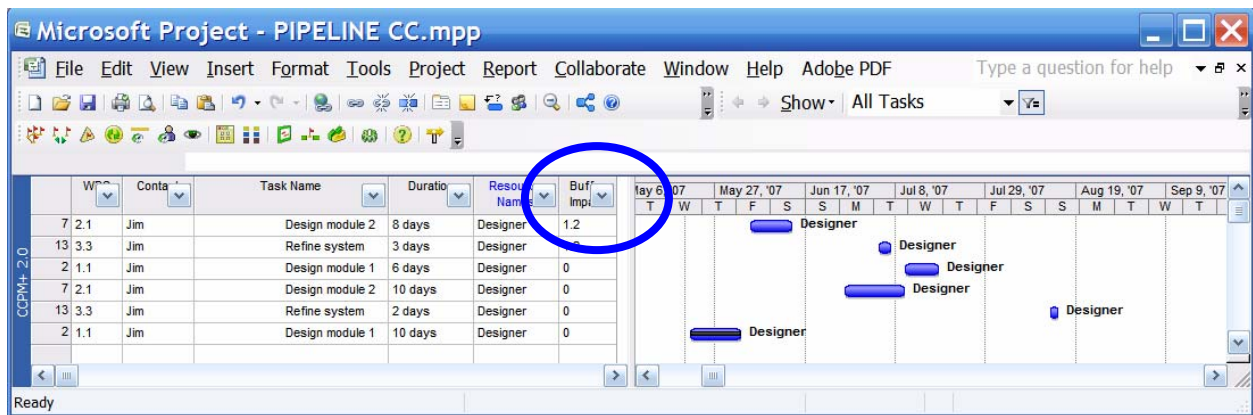 Microsoft Project - PIPELINE CC.mpp
File Edit View Insert Format Tools Project Report Collaborate Window Help Adobe PDF Type a question for help
Show All Tasks
Task Name Duratio Buff
Impa
May 6, '07 May 27, '07 Jun 17, '07 Jul 8, '07 Jul 29, '07 Aug 19, '07 Sep 9, '07
T W T F S S M T W T F S S M T W T
7 2.1 Jim Design module 2 8 days Designer 1.2 Designer
13 3.3 Jim Refine system 3 days Designer Designer
2 1.1 Jim Design module 1 6 days Designer 0 Designer
7 2.1 Jim Design module 2 10 days Designer 0 Designer
13 3.3 Jim Refine system 2 days Designer 0 Designer
2 1.1 Jim Design module 1 10 days Designer 0 Designer
CCPM+ 2.0
Ready